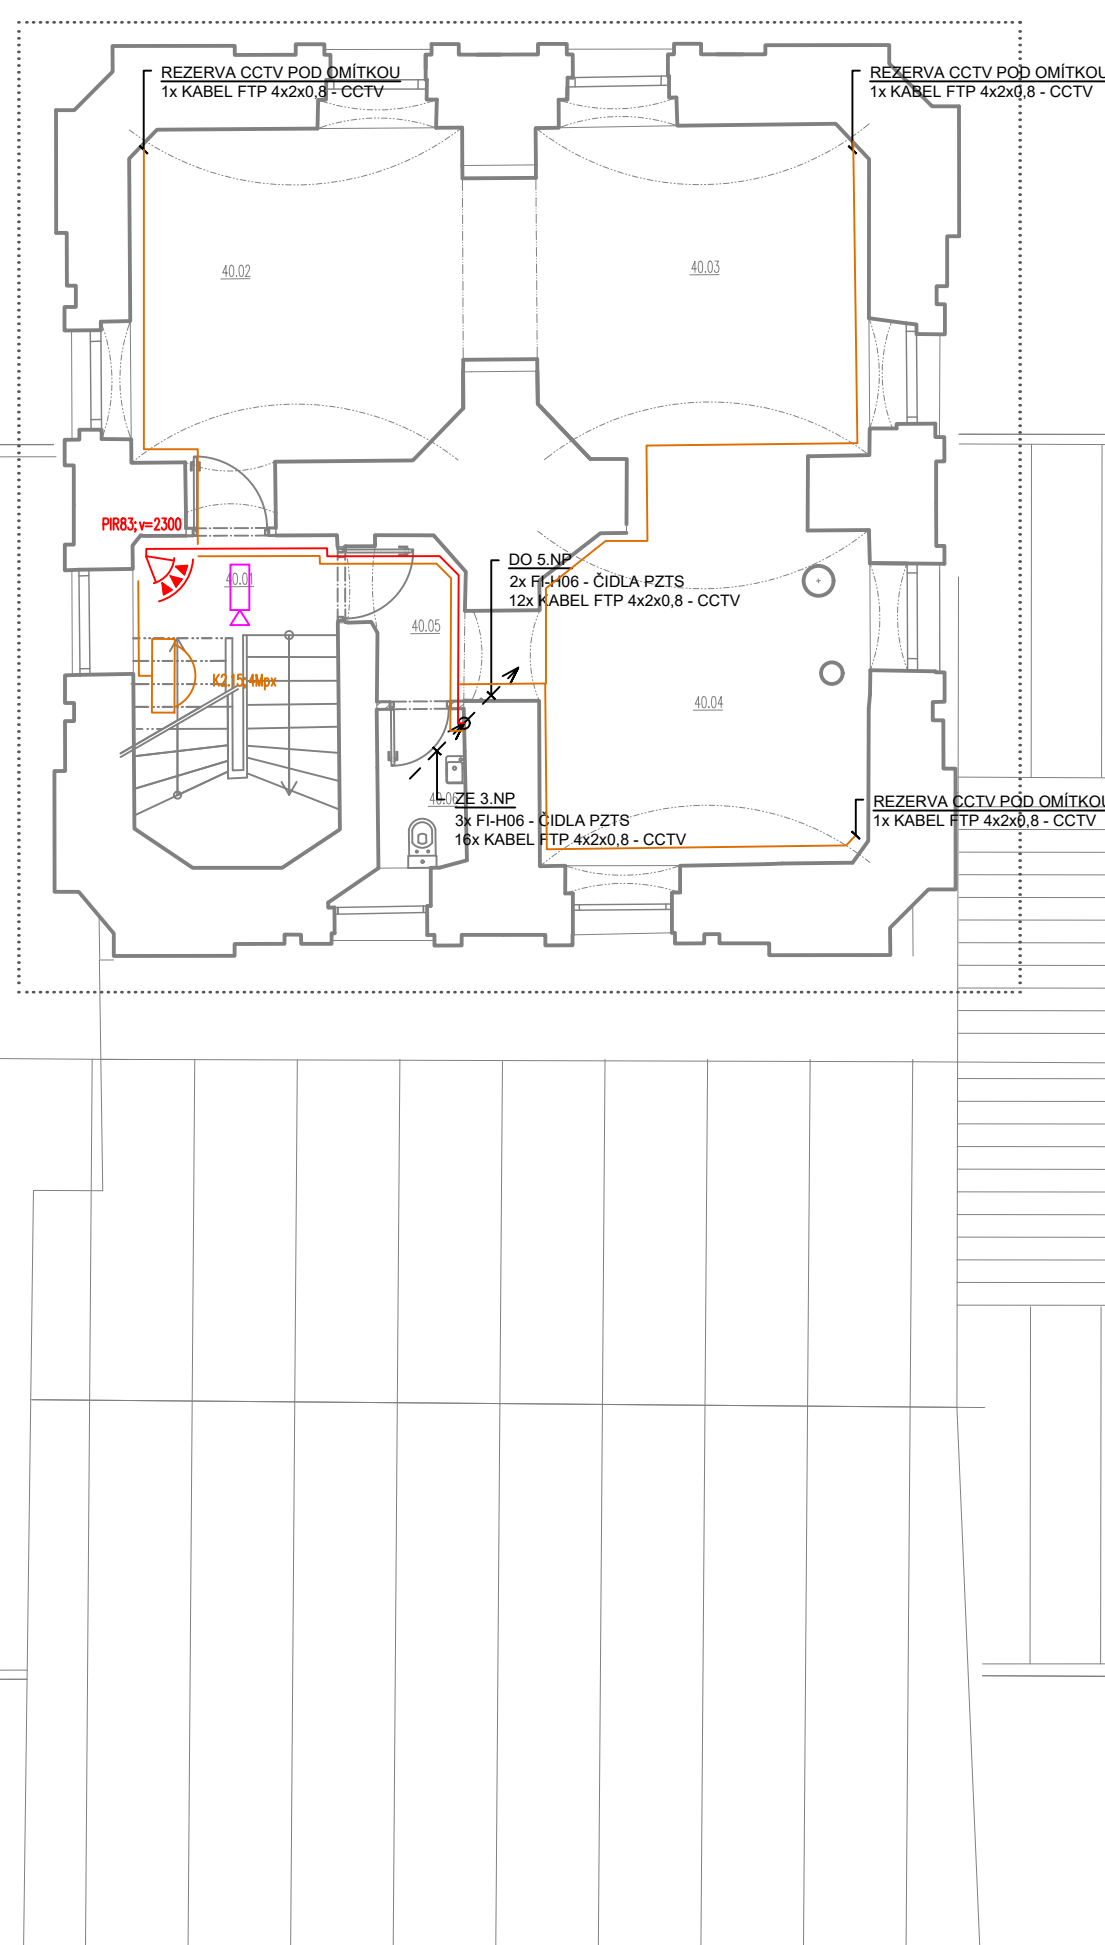 REZERVA CCTV POD OMÍTKOU
1x KABEL FTP 4x2x0,8 - CCTV
REZERVA CCTV POD OMÍTKOU
1x KABEL FTP 4x2x0,8 - CCTV
40.02
40.03
PIR83;v=2300
40.01
DO 5.NP
2x FI-H06 - ČIDLA PZTS
12x KABEL FTP 4x2x0,8 - CCTV
40.05
K2.15;4Mpx
40.04
40.06
ZE 3.NP
3x FI-H06 - ČIDLA PZTS
16x KABEL FTP 4x2x0,8 - CCTV
REZERVA CCTV POD OMÍTKOU
1x KABEL FTP 4x2x0,8 - CCTV